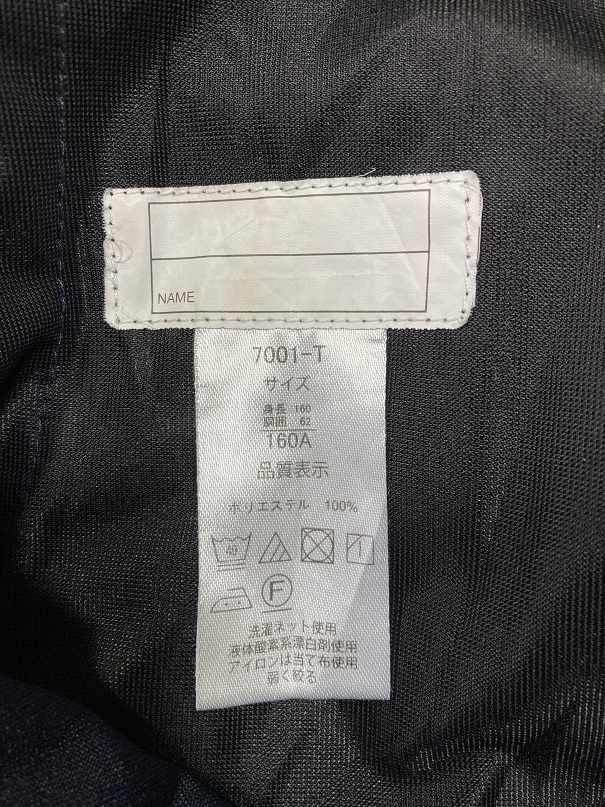 NAME
7001-T
サイズ
身長 160
胴囲 62
160A
品質表示
ポリエステル 100%
40
F
洗濯ネット使用
液体酸素系漂白剤使用
アイロンは当て布使用
弱く絞る